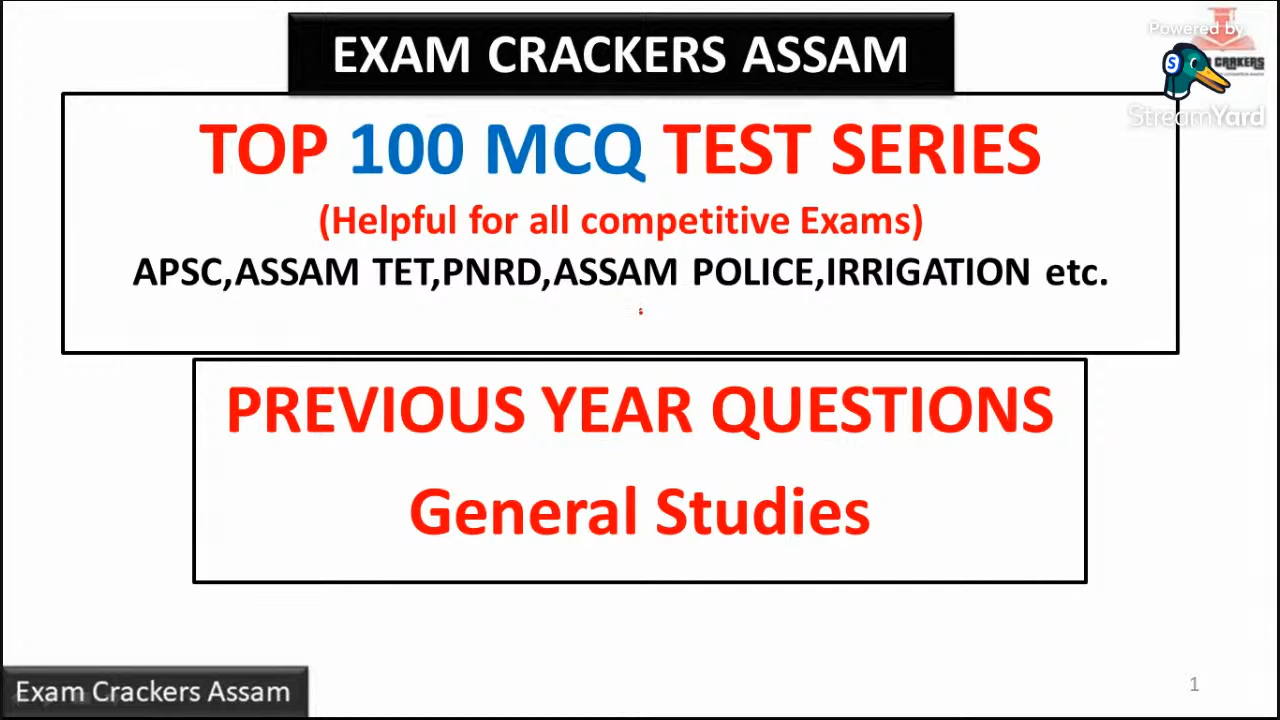 EXAM CRACKERS ASSAM
Powered by
StreamYard
TOP 100 MCQ TEST SERIES
(Helpful for all competitive Exams)
APSC,ASSAM TET,PNRD,ASSAM POLICE,IRRIGATION etc.
PREVIOUS YEAR QUESTIONS
General Studies
Exam Crackers Assam
1